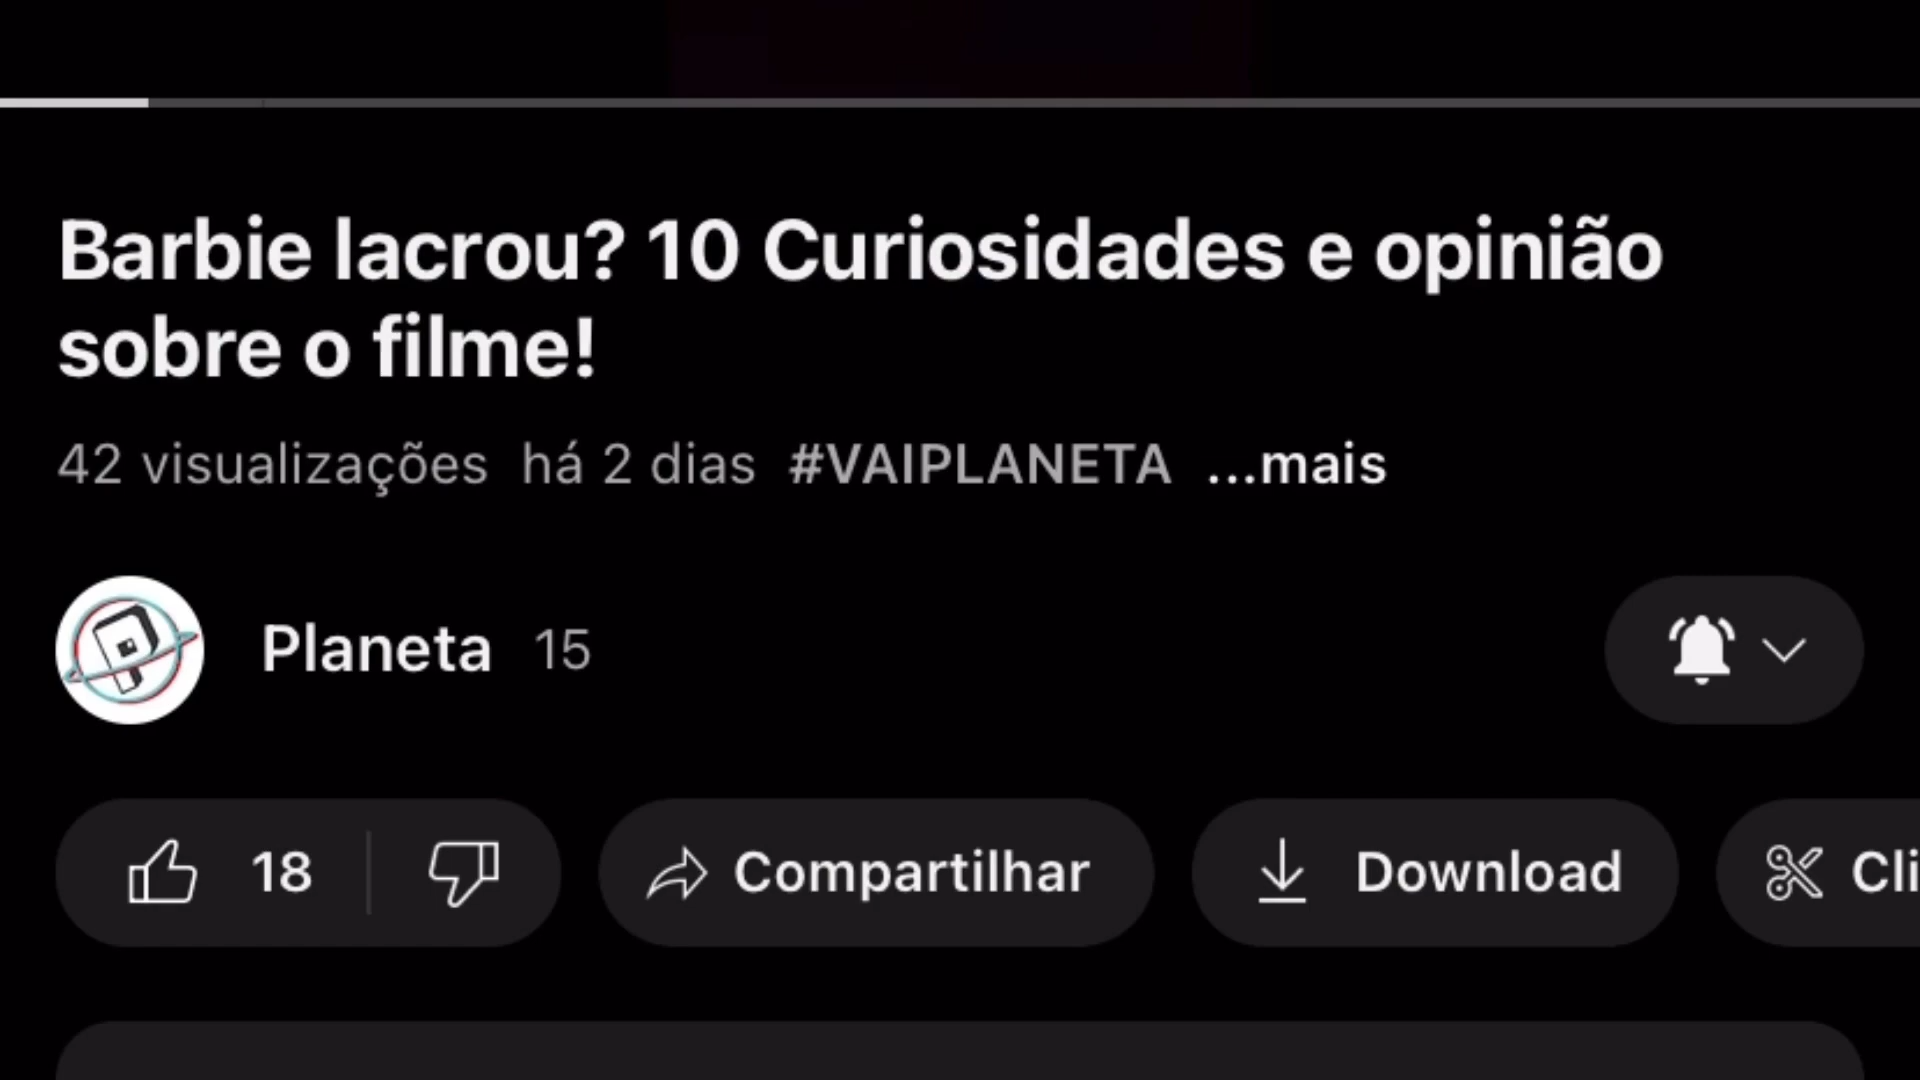 Barbie lacrou? 10 Curiosidades e opinião
sobre o filme!
42 visualizações há 2 dias #VAIPLANETA ...mais
Planeta 15
18 Compartilhar Download Cli